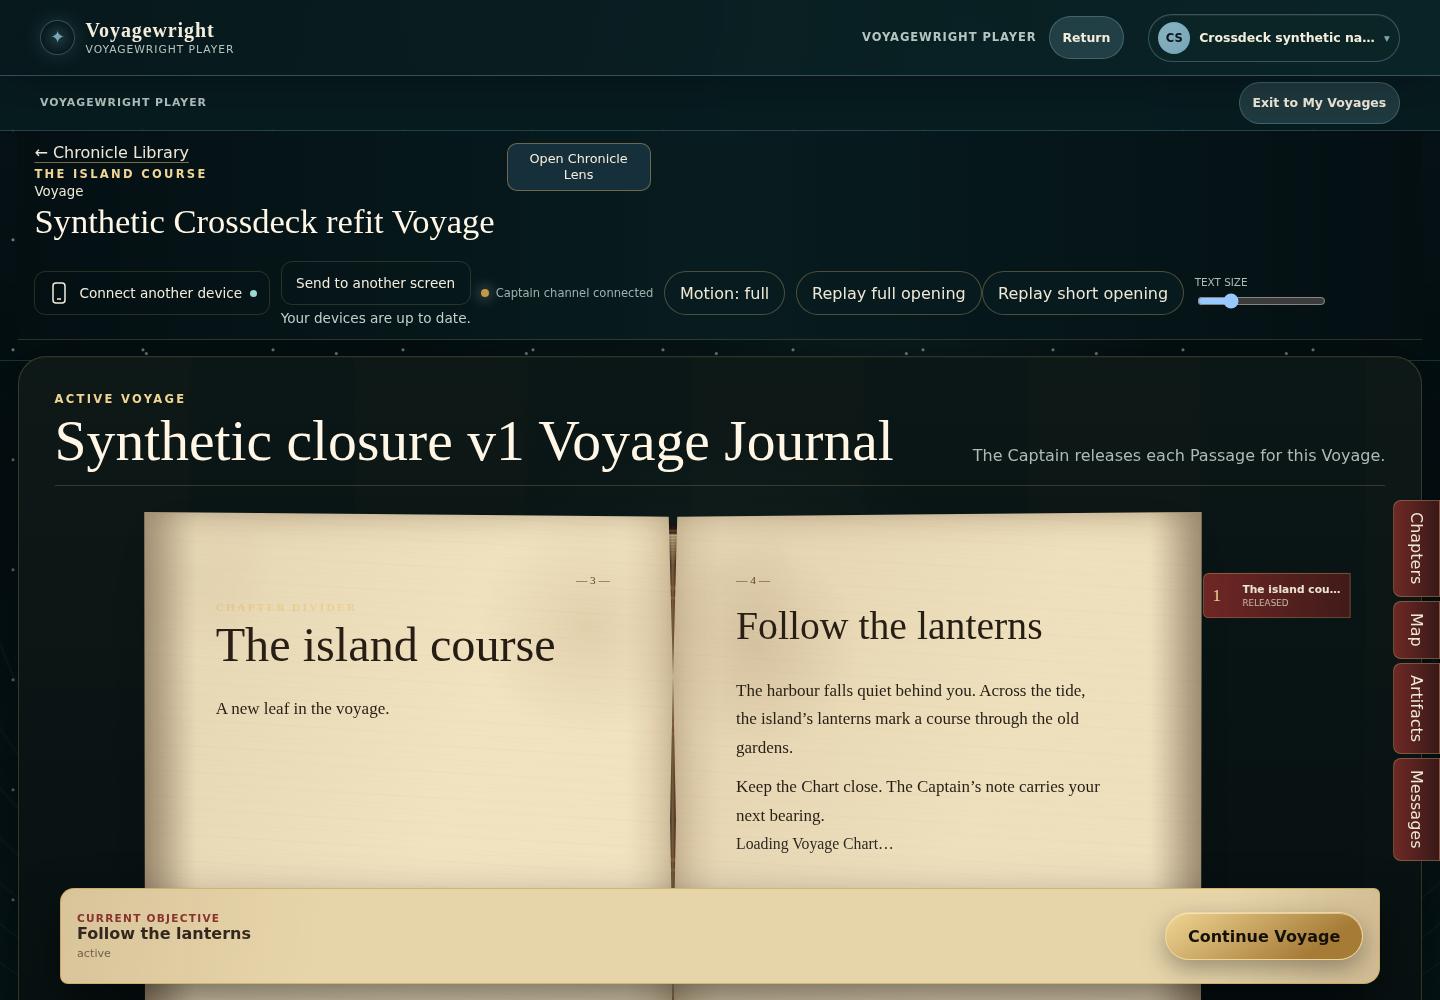 ✦ Voyagewright
VOYAGEWRIGHT PLAYER
VOYAGEWRIGHT PLAYER
Return
CS Crossdeck synthetic na… ▾
VOYAGEWRIGHT PLAYER
Exit to My Voyages
← Chronicle Library
THE ISLAND COURSE
Voyage
Synthetic Crossdeck refit Voyage
Open Chronicle
Lens
Connect another device
Send to another screen
Your devices are up to date.
Captain channel connected
Motion: full
Replay full opening
Replay short opening
TEXT SIZE
ACTIVE VOYAGE
Synthetic closure v1 Voyage Journal
The Captain releases each Passage for this Voyage.
— 3 —
CHAPTER DIVIDER
The island course
A new leaf in the voyage.
— 4 —
Follow the lanterns
The harbour falls quiet behind you. Across the tide,
the island’s lanterns mark a course through the old
gardens.
Keep the Chart close. The Captain’s note carries your
next bearing.
Loading Voyage Chart…
1 The island cou…
RELEASED
Chapters
Map
Artifacts
Messages
CURRENT OBJECTIVE
Follow the lanterns
active
Continue Voyage